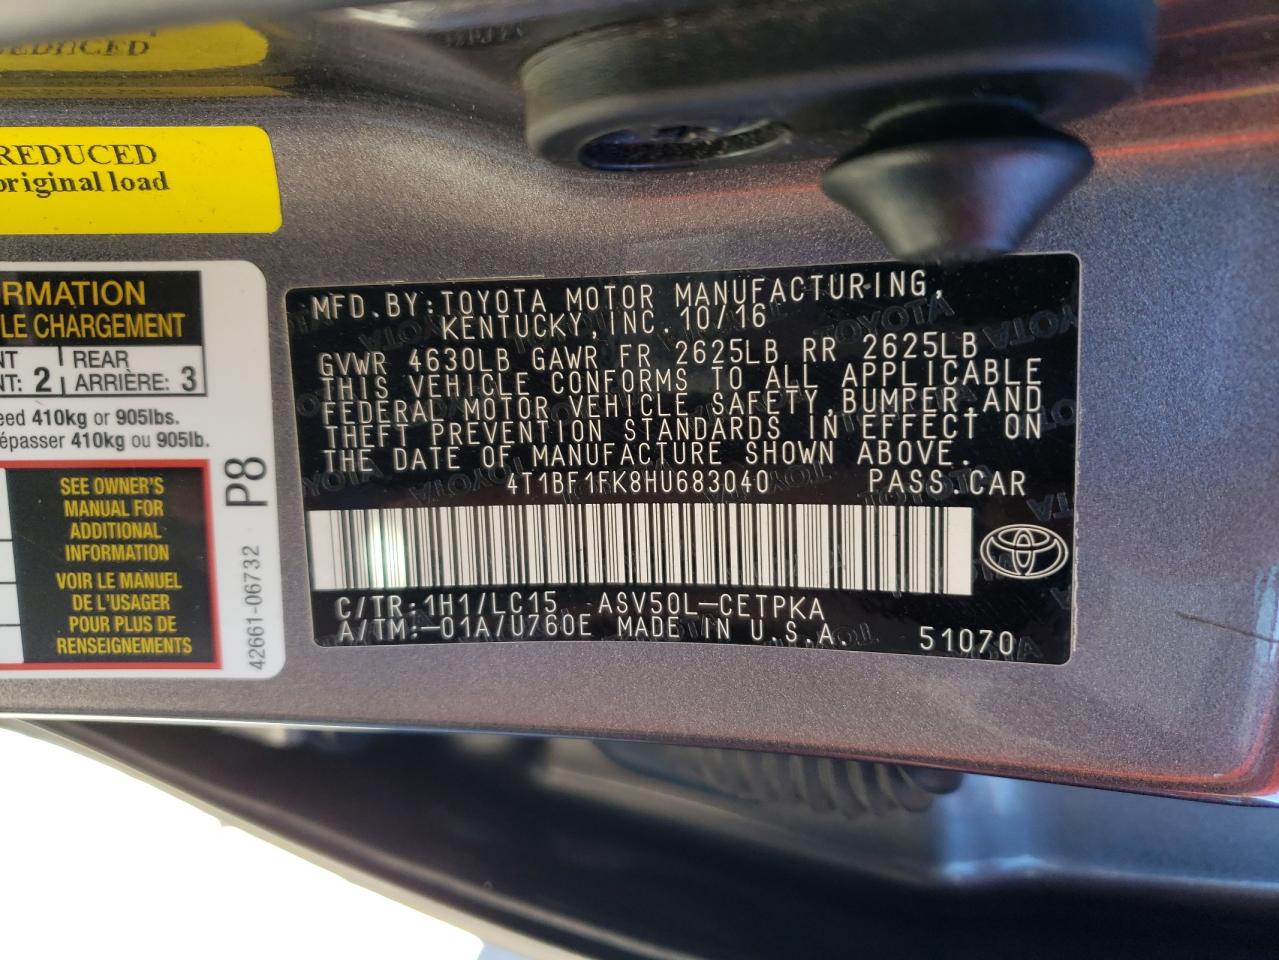 REDUCED
REDUCED
original load
RMATION
LE CHARGEMENT
NT
REAR
NT: 2
ARRIÈRE: 3
eed 410kg or 905lbs.
épasser 410kg ou 905lb.
SEE OWNER'S
MANUAL FOR
ADDITIONAL
INFORMATION
VOIR LE MANUEL
DE L'USAGER
POUR PLUS DE
RENSEIGNEMENTS
P8
42661-06732
MFD.BY:TOYOTA MOTOR MANUFACTURING,
KENTUCKY,INC. 10/16
GVWR 4630LB GAWR FR 2625LB RR 2625LB
THIS VEHICLE CONFORMS TO ALL APPLICABLE
FEDERAL MOTOR VEHICLE SAFETY,BUMPER,AND
THEFT PREVENTION STANDARDS IN EFFECT ON
THE DATE OF MANUFACTURE SHOWN ABOVE.
4T1BF1FK8HU683040 PASS.CAR
C/TR:1H1/LC15 ASV50L-CETPKA
A/TM:-01A/U760E MADE IN U.S.A. 51070